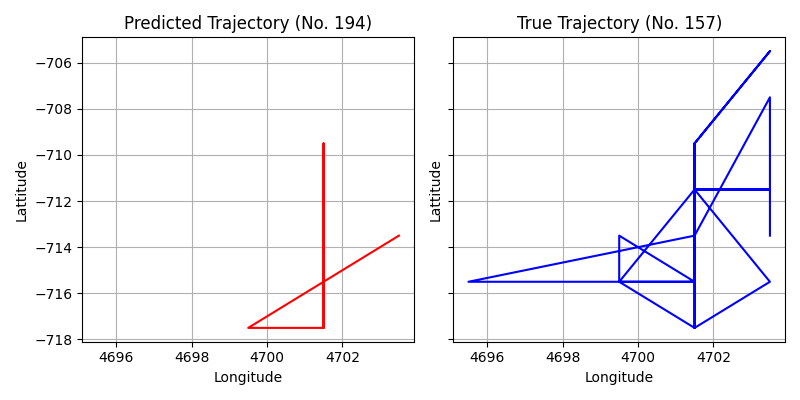 Predicted Trajectory (No. 194)
True Trajectory (No. 157)
−706
−708
−710
−712
−714
−716
−718
Lattitude
Lattitude
4696 4698 4700 4702
4696 4698 4700 4702
Longitude
Longitude